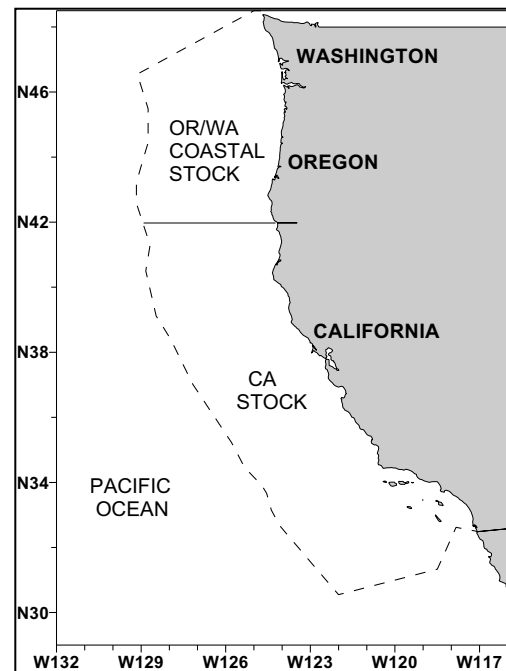 WASHINGTON
N46
OR/WA
COASTAL
STOCK
OREGON
N42
CALIFORNIA
N38
CA
STOCK
N34
PACIFIC
OCEAN
N30
W132 W129 W126 W123 W120 W117